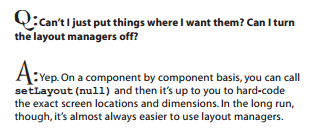 Q: Can't I just put things where I want them? Can I turn
the layout managers off?
A: Yep. On a component by component basis, you can call
setLayout(null) and then it's up to you to hard-code
the exact screen locations and dimensions. In the long run,
though, it's almost always easier to use layout managers.